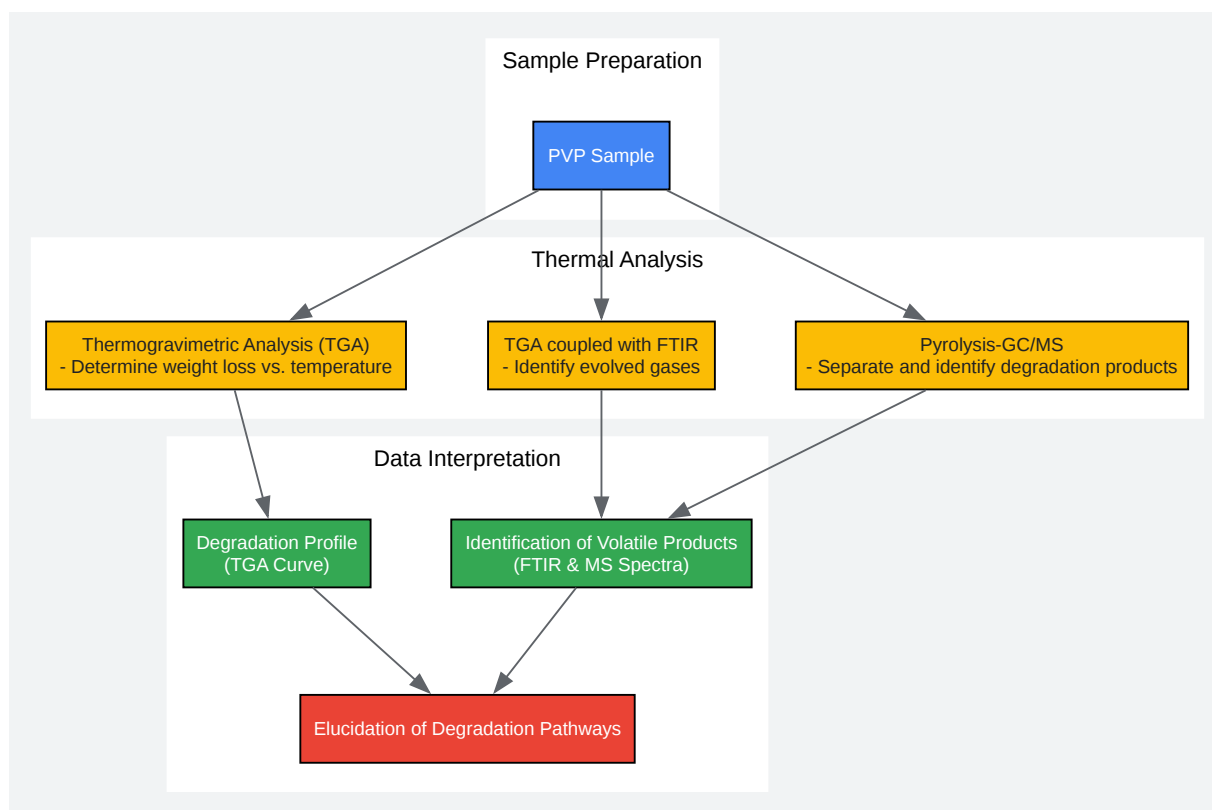 Sample Preparation
PVP Sample
Thermal Analysis
Thermogravimetric Analysis (TGA)
- Determine weight loss vs. temperature
TGA coupled with FTIR
- Identify evolved gases
Pyrolysis-GC/MS
- Separate and identify degradation products
Data Interpretation
Degradation Profile
(TGA Curve)
Identification of Volatile Products
(FTIR & MS Spectra)
Elucidation of Degradation Pathways